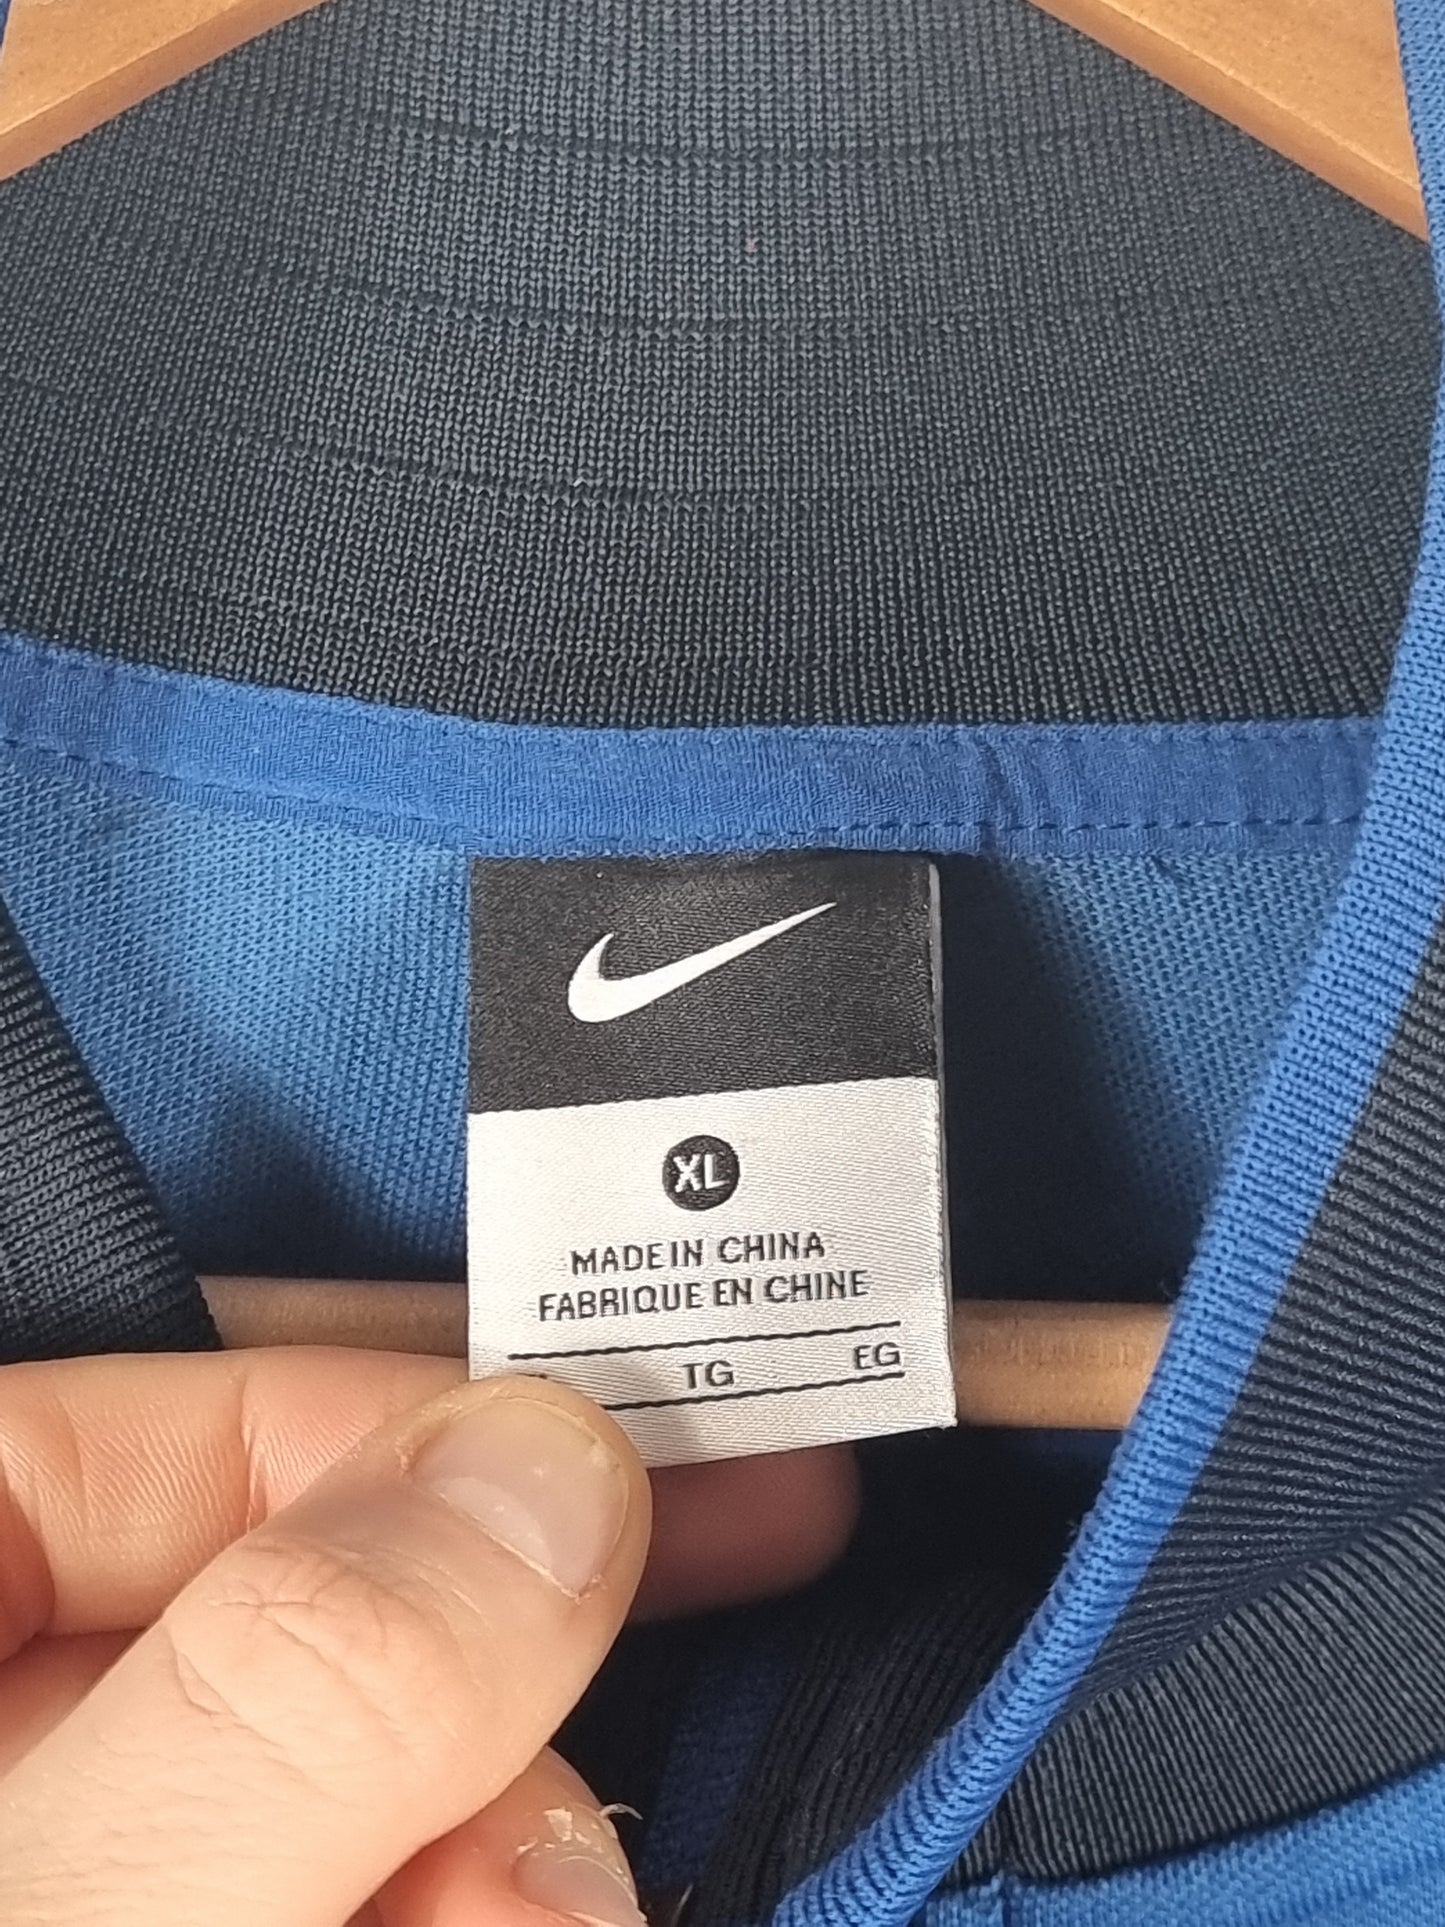 XL
MADE IN CHINA
FABRIQUE EN CHINE
TG EG